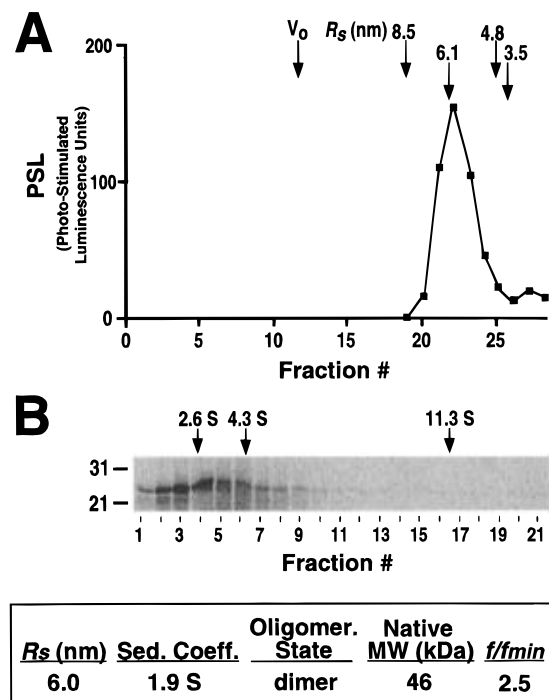 A
V₀ Rs (nm) 8.5 4.8
6.1 3.5
200
100
0
PSL
(Photo-Stimulated
Luminescence Units)
0 5 10 15 20 25
Fraction #
B
2.6 S 4.3 S 11.3 S
31
21
1 3 5 7 9 11 13 15 17 19 21
Fraction #
Oligomer. Native
Rs (nm) Sed. Coeff. State MW (kDa) f/fmin
6.0 1.9 S dimer 46 2.5